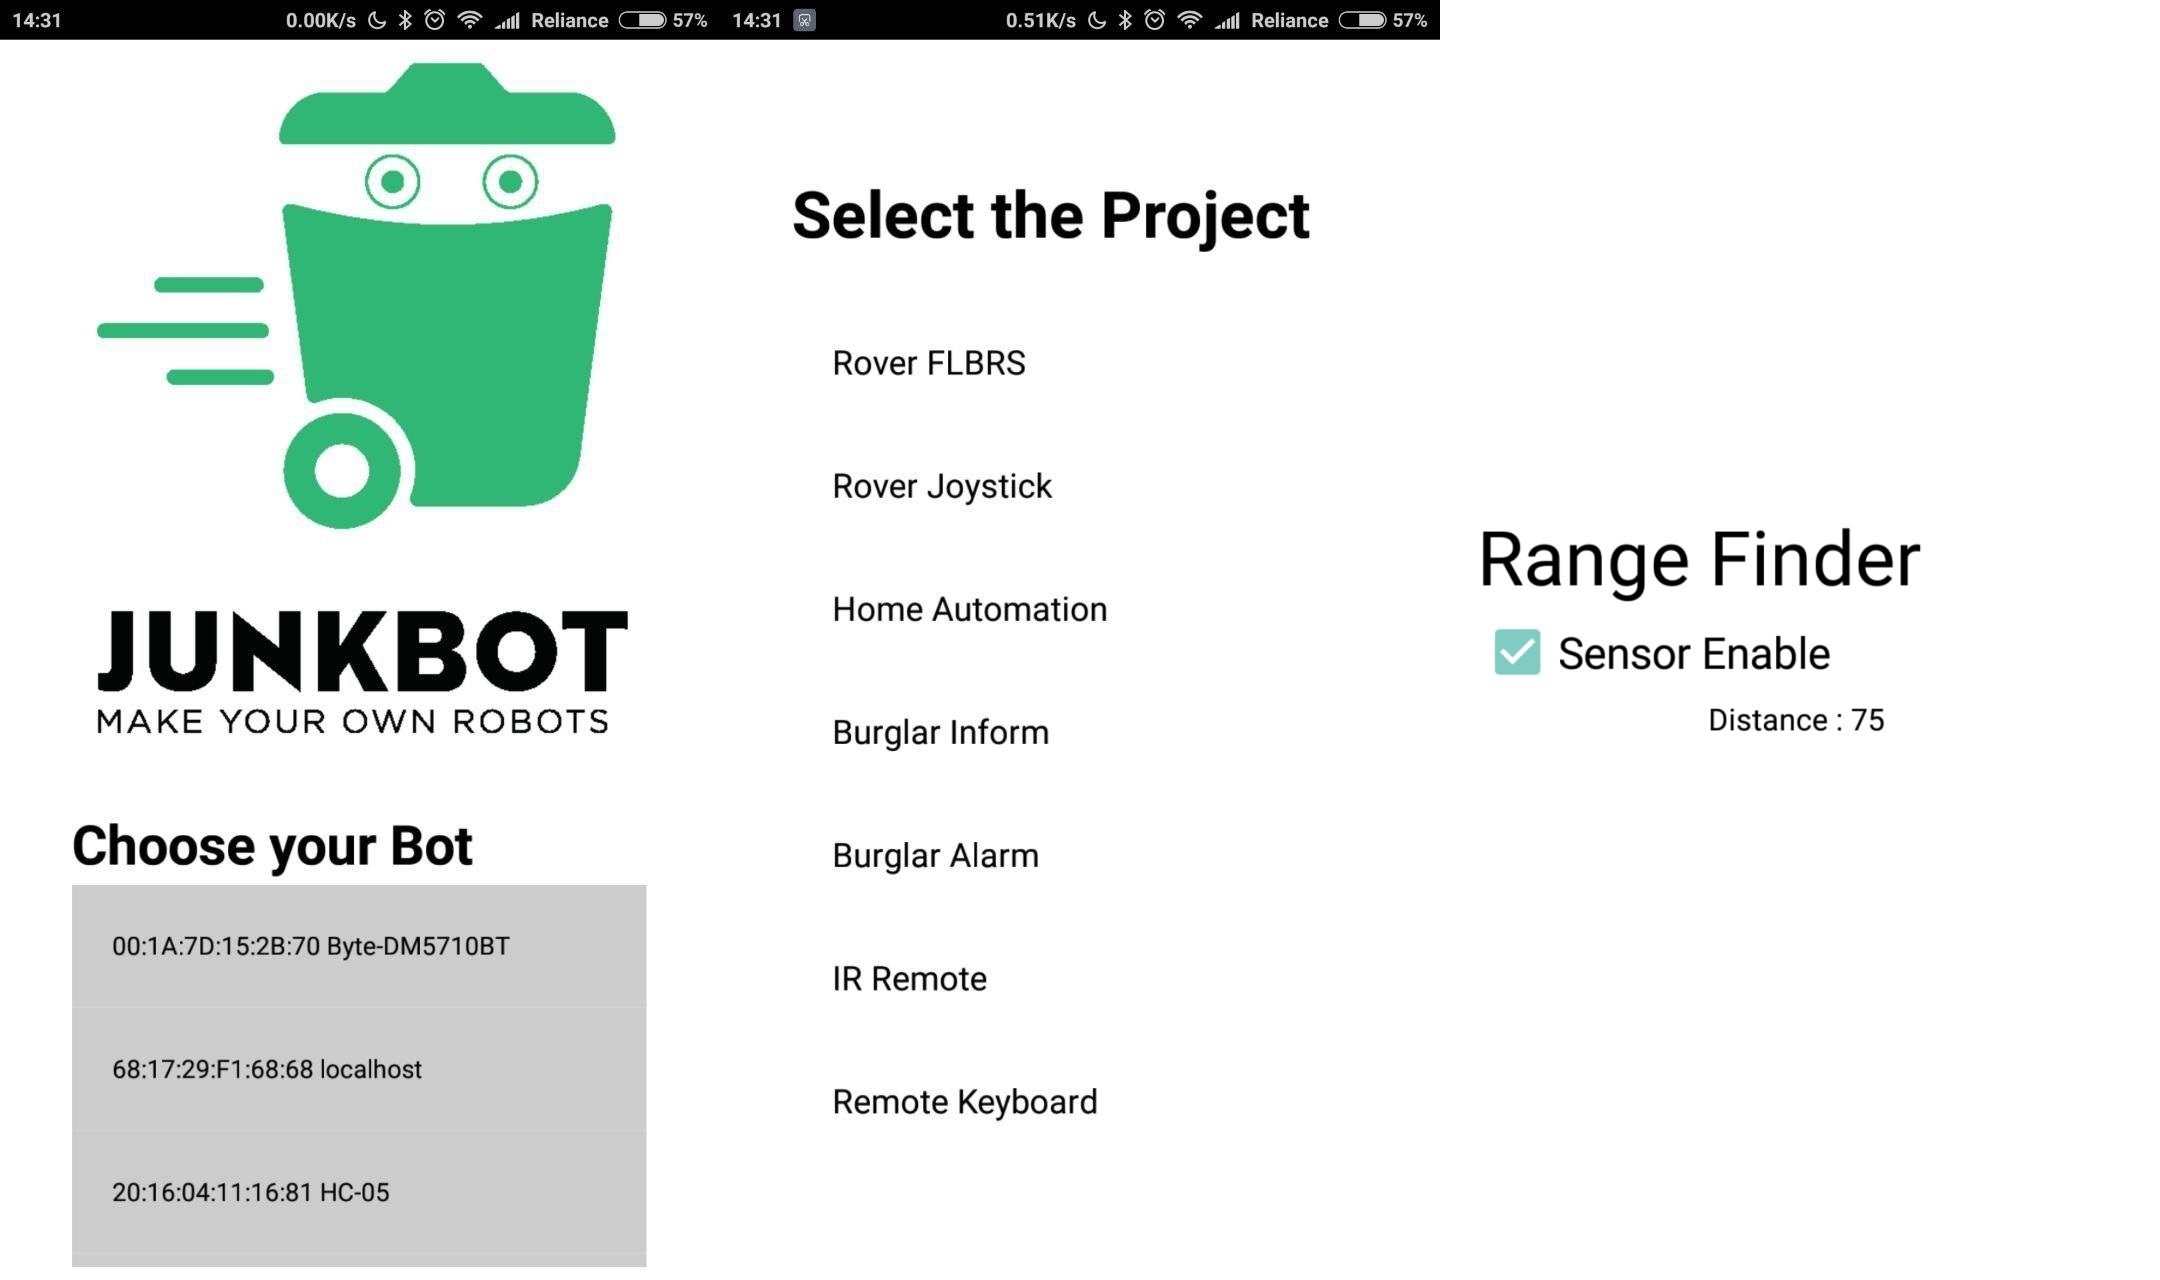 14:31 0.00K/s Reliance 57%
JUNKBOT
MAKE YOUR OWN ROBOTS
Choose your Bot
00:1A:7D:15:2B:70 Byte-DM5710BT
68:17:29:F1:68:68 localhost
20:16:04:11:16:81 HC-05
14:31 0.51K/s Reliance 57%
Select the Project
Rover FLBRS
Rover Joystick
Home Automation
Burglar Inform
Burglar Alarm
IR Remote
Remote Keyboard
Range Finder
Sensor Enable
Distance : 75